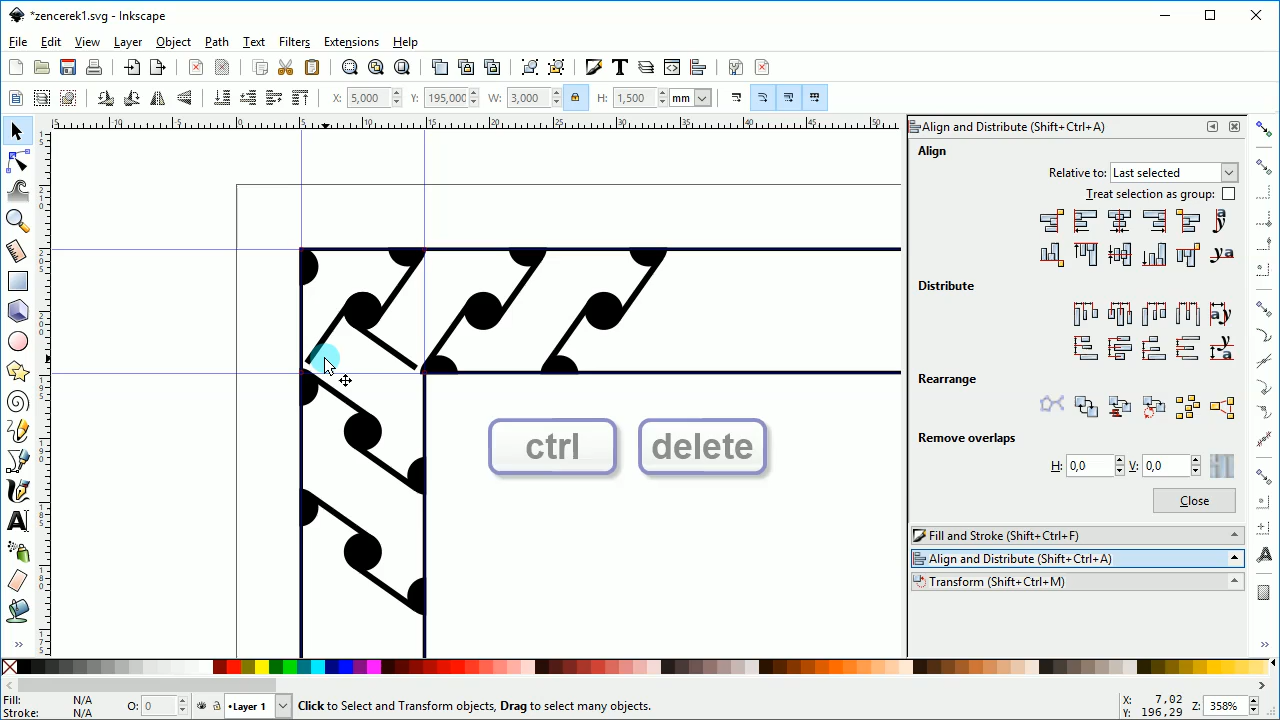 *zencerek1.svg - Inkscape
File Edit View Layer Object Path Text Filters Extensions Help
X: 5,000 Y: 195,000 W: 3,000 H: 1,500 mm
Align and Distribute (Shift+Ctrl+A)
Align
Relative to: Last selected
Treat selection as group:
Distribute
Rearrange
Remove overlaps
H: 0,0 V: 0,0
Close
Fill and Stroke (Shift+Ctrl+F)
Align and Distribute (Shift+Ctrl+A)
Transform (Shift+Ctrl+M)
ctrl delete
Fill: N/A
Stroke: N/A
O: 0
•Layer 1
Click to Select and Transform objects, Drag to select many objects.
X: 7,02
Y: 196,29
Z: 358%